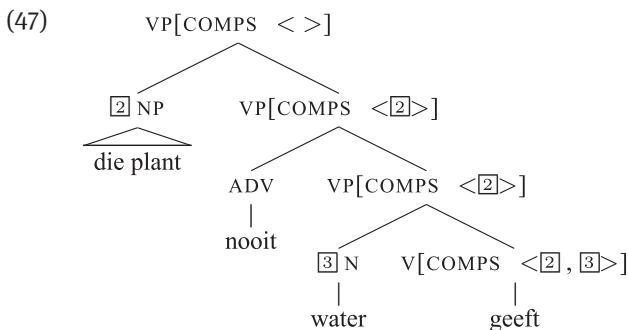 (47) VP[COMPS < >]
[2] NP VP[COMPS <[2]>]
die plant
ADV VP[COMPS <[2]>]
nooit
[3] N V[COMPS <[2] , [3]>]
water geeft